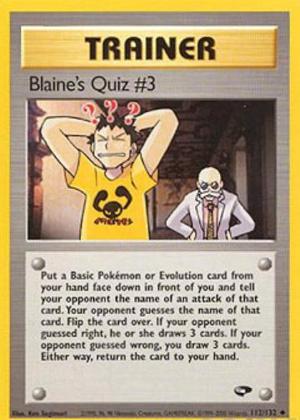 TRAINER
Blaine's Quiz #3
? ? ?
Put a Basic Pokémon or Evolution card from
your hand face down in front of you and tell
your opponent the name of an attack of that
card. Your opponent guesses the name of that
card. Flip the card over. If your opponent
guessed right, he or she draws 3 cards. If your
opponent guessed wrong, you draw 3 cards.
Either way, return the card to your hand.
Illus. Ken Sugimori
112/132